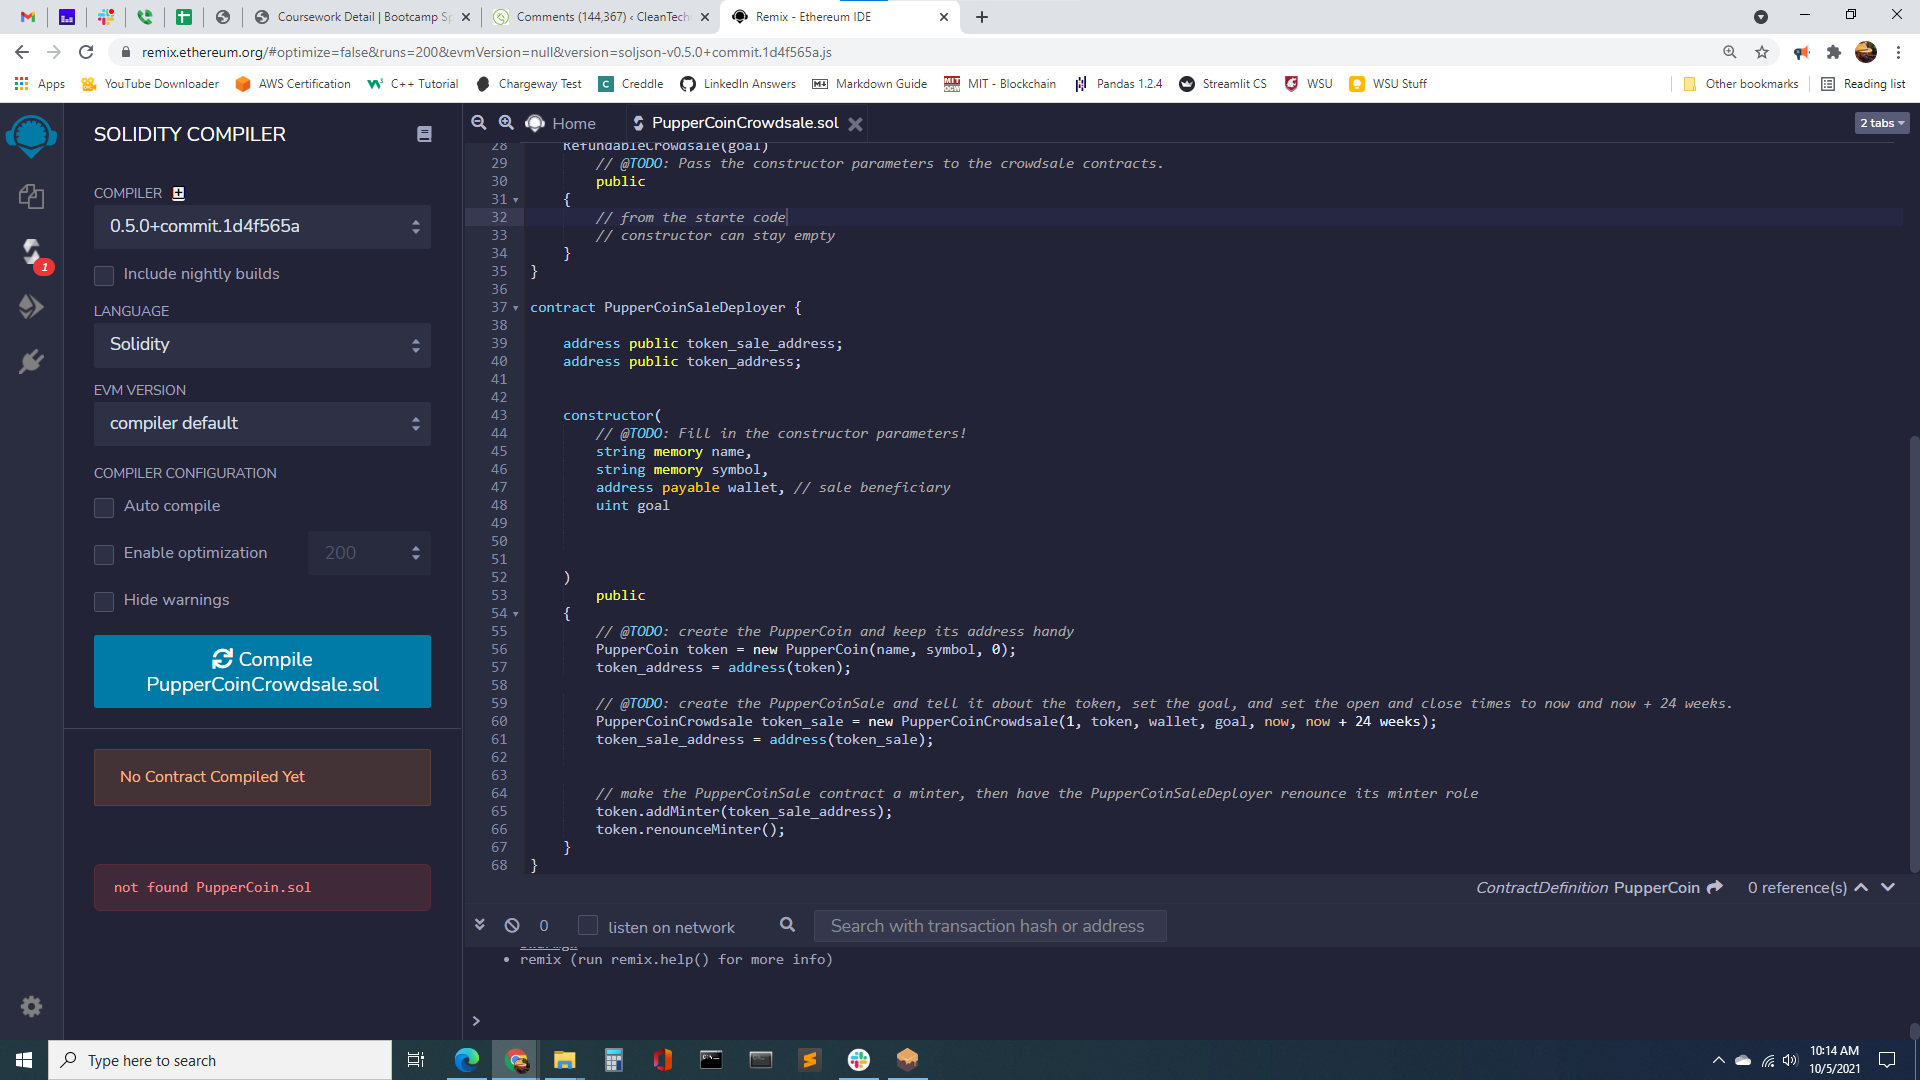 Coursework Detail | Bootcamp Sp
Comments (144,367) ‹ CleanTech
Remix - Ethereum IDE
remix.ethereum.org/#optimize=false&runs=200&evmVersion=null&version=soljson-v0.5.0+commit.1d4f565a.js
Apps
YouTube Downloader
AWS Certification
C++ Tutorial
Chargeway Test
Creddle
LinkedIn Answers
Markdown Guide
MIT - Blockchain
Pandas 1.2.4
Streamlit CS
WSU
WSU Stuff
Other bookmarks
Reading list
SOLIDITY COMPILER
COMPILER
0.5.0+commit.1d4f565a
Include nightly builds
LANGUAGE
Solidity
EVM VERSION
compiler default
COMPILER CONFIGURATION
Auto compile
Enable optimization
200
Hide warnings
Compile
PupperCoinCrowdsale.sol
No Contract Compiled Yet
not found PupperCoin.sol
1
Home
PupperCoinCrowdsale.sol
2 tabs
28 RefundableCrowdsale(goal)
29 // @TODO: Pass the constructor parameters to the crowdsale contracts.
30 public
31 {
32 // from the starte code
33 // constructor can stay empty
34 }
35 }
36
37 contract PupperCoinSaleDeployer {
38
39 address public token_sale_address;
40 address public token_address;
41
42
43 constructor(
44 // @TODO: Fill in the constructor parameters!
45 string memory name,
46 string memory symbol,
47 address payable wallet, // sale beneficiary
48 uint goal
49
50
51
52 )
53 public
54 {
55 // @TODO: create the PupperCoin and keep its address handy
56 PupperCoin token = new PupperCoin(name, symbol, 0);
57 token_address = address(token);
58
59 // @TODO: create the PupperCoinSale and tell it about the token, set the goal, and set the open and close times to now and now + 24 weeks.
60 PupperCoinCrowdsale token_sale = new PupperCoinCrowdsale(1, token, wallet, goal, now, now + 24 weeks);
61 token_sale_address = address(token_sale);
62
63
64 // make the PupperCoinSale contract a minter, then have the PupperCoinSaleDeployer renounce its minter role
65 token.addMinter(token_sale_address);
66 token.renounceMinter();
67 }
68 }
ContractDefinition PupperCoin
0 reference(s)
0
listen on network
Search with transaction hash or address
• remix (run remix.help() for more info)
>
Type here to search
10:14 AM
10/5/2021